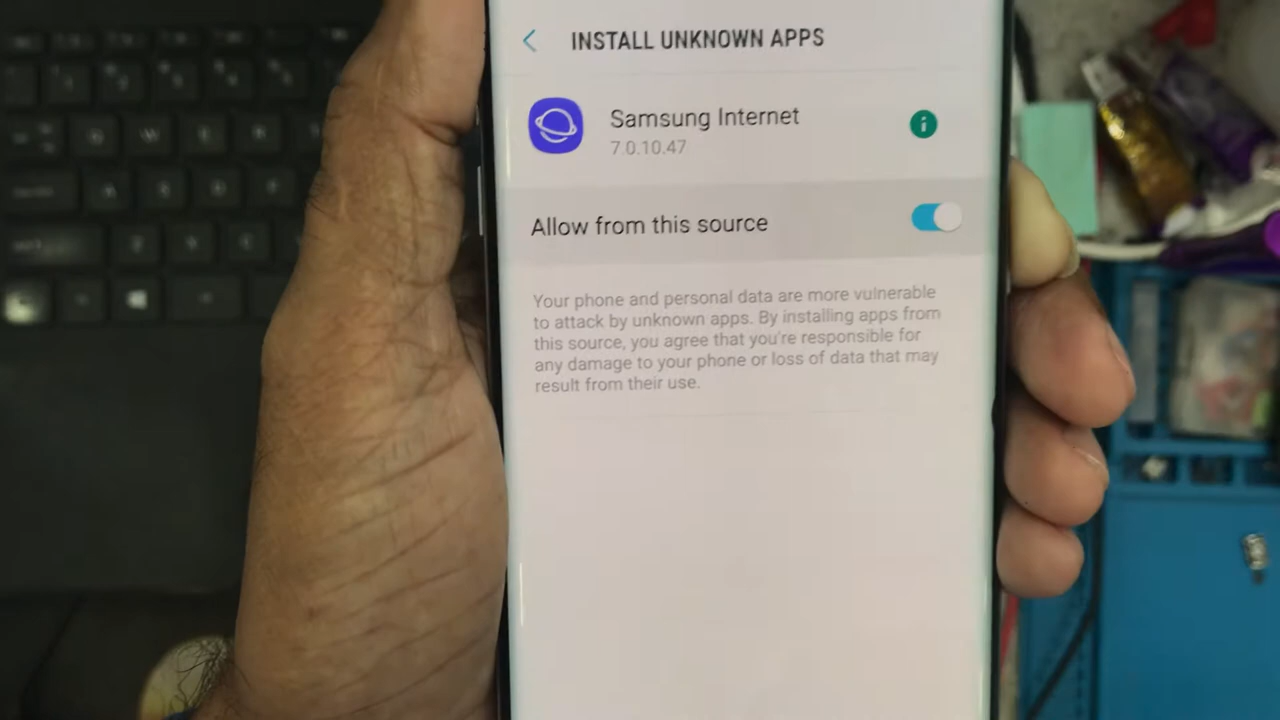 INSTALL UNKNOWN APPS
Samsung Internet
7.0.10.47
Allow from this source
Your phone and personal data are more vulnerable
to attack by unknown apps. By installing apps from
this source, you agree that you're responsible for
any damage to your phone or loss of data that may
result from their use.